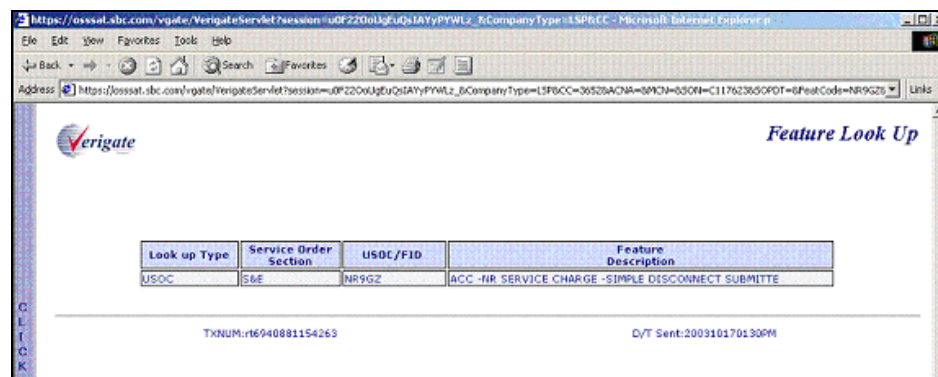 https://osssat.sbc.com/vgate/VerigateServlet?session=u0F22OoUgEuQsIAYyPYWLz_&CompanyType=LSP&CC - Microsoft Internet Explorer p
File Edit View Favorites Tools Help
Back Search Favorites
Address https://osssat.sbc.com/vgate/VerigateServlet?session=u0F22OoUgEuQsIAYyPYWLz_&CompanyType=LSP&CC=3652&ACNA=&MCN=&SON=C1176238SOPDT=&FeatCode=NR9GZ& Links
Verigate
Feature Look Up
Look up Type Service Order Section USOC/FID Feature Description
USOC S&E NR9GZ ACC -NR SERVICE CHARGE -SIMPLE DISCONNECT SUBMITTE
CLICK
TXNUM:rt6940881154263 D/T Sent:200310170130PM